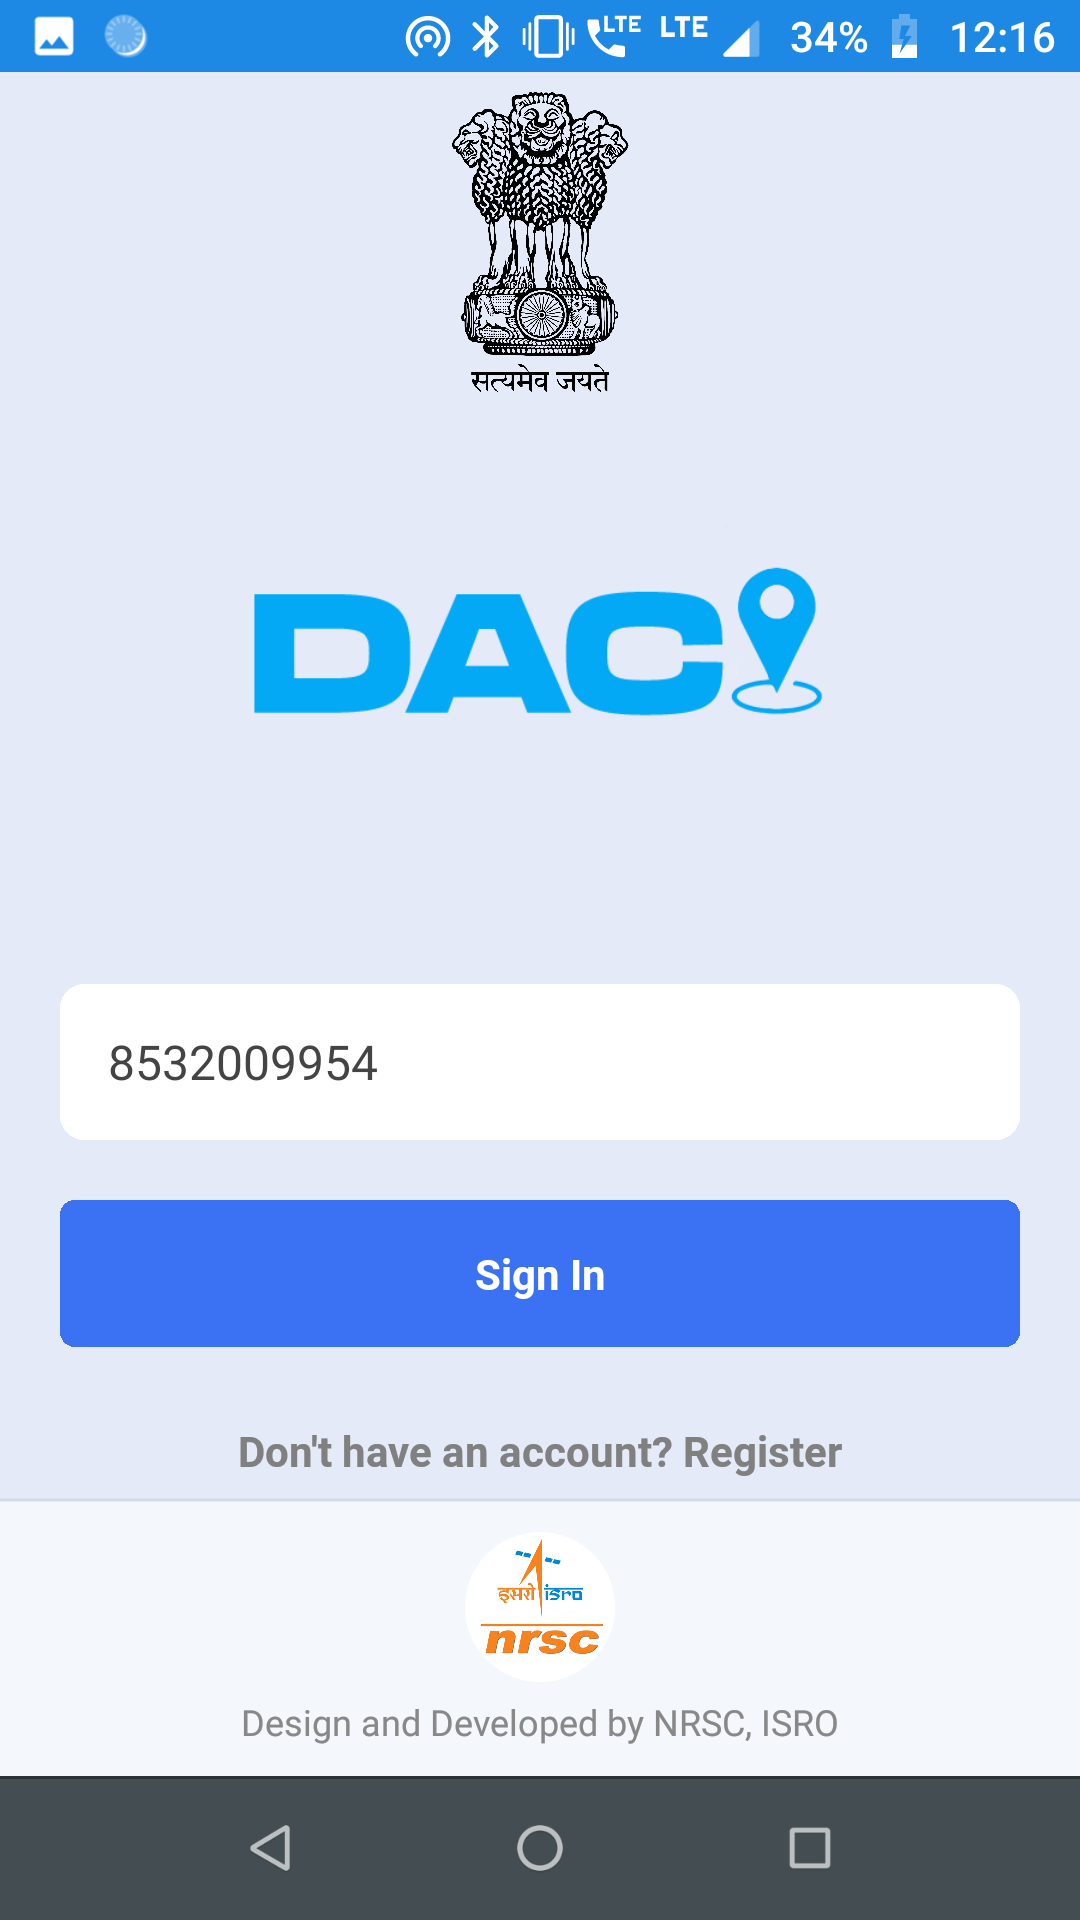 LTE LTE 34% 12:16
सत्यमेव जयते
DAC
8532009954
Sign In
Don't have an account? Register
इसरो isro
nrsc
Design and Developed by NRSC, ISRO